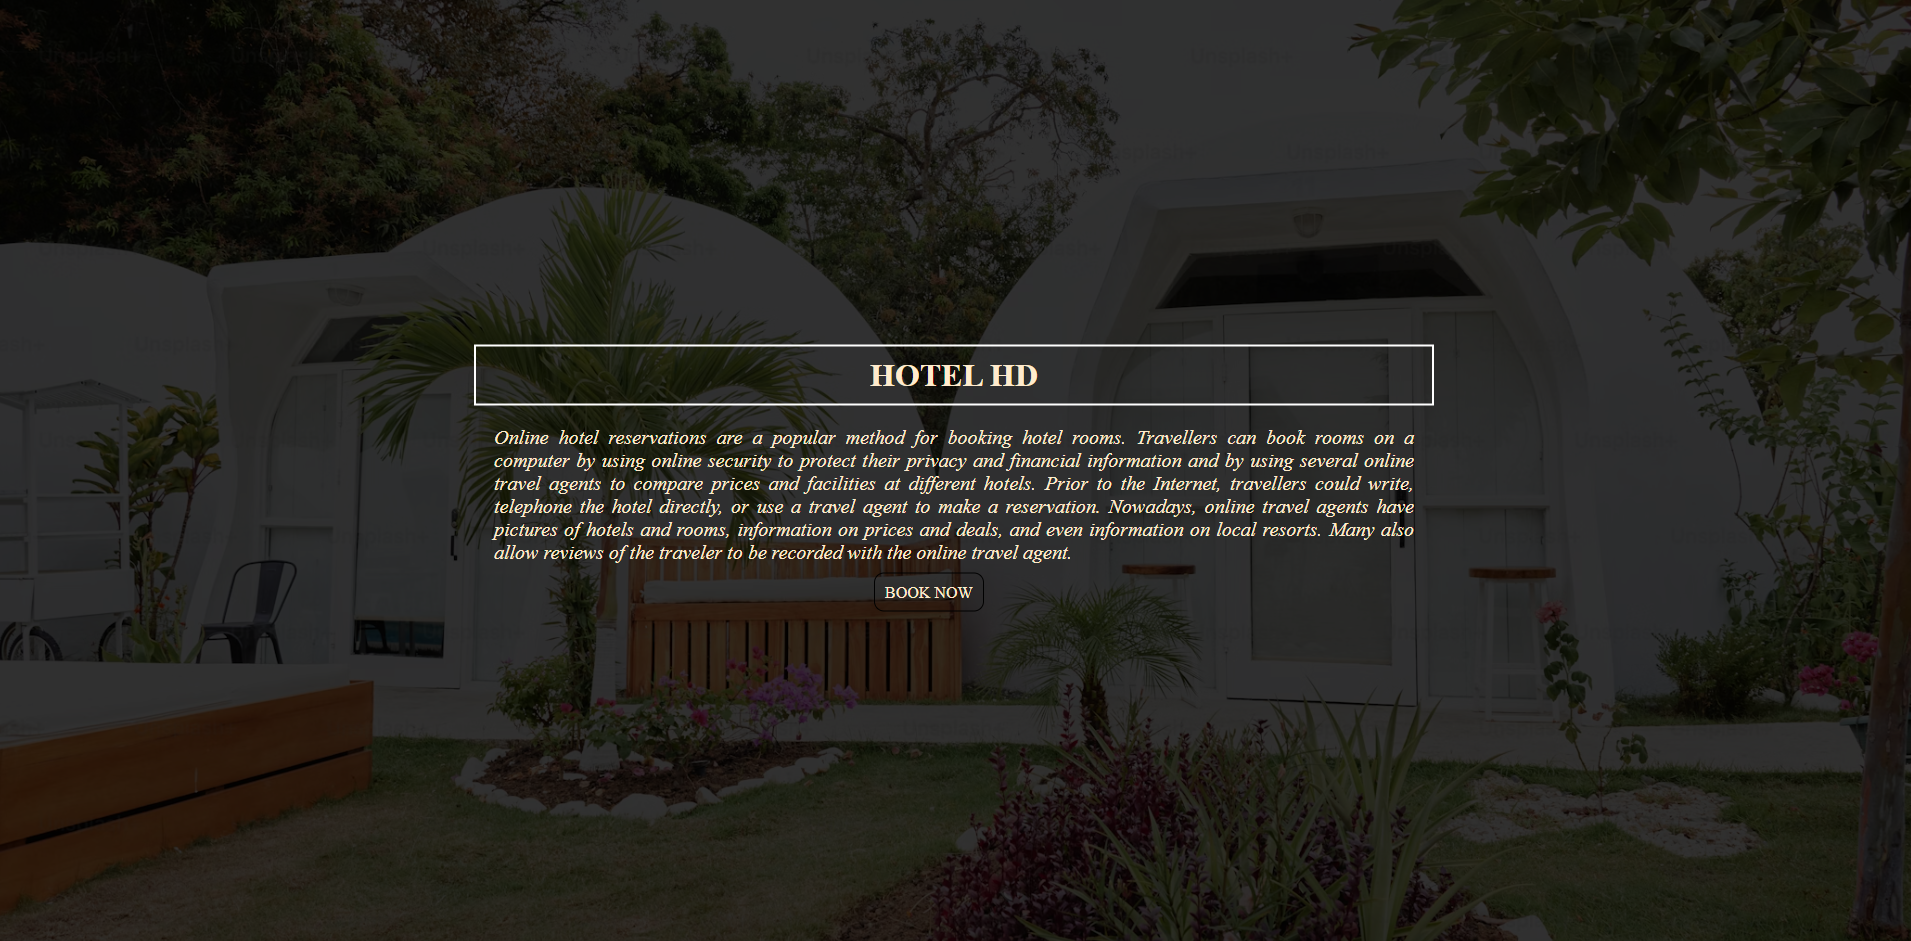 HOTEL HD
Online hotel reservations are a popular method for booking hotel rooms. Travellers can book rooms on a
computer by using online security to protect their privacy and financial information and by using several online
travel agents to compare prices and facilities at different hotels. Prior to the Internet, travellers could write,
telephone the hotel directly, or use a travel agent to make a reservation. Nowadays, online travel agents have
pictures of hotels and rooms, information on prices and deals, and even information on local resorts. Many also
allow reviews of the traveler to be recorded with the online travel agent.
BOOK NOW